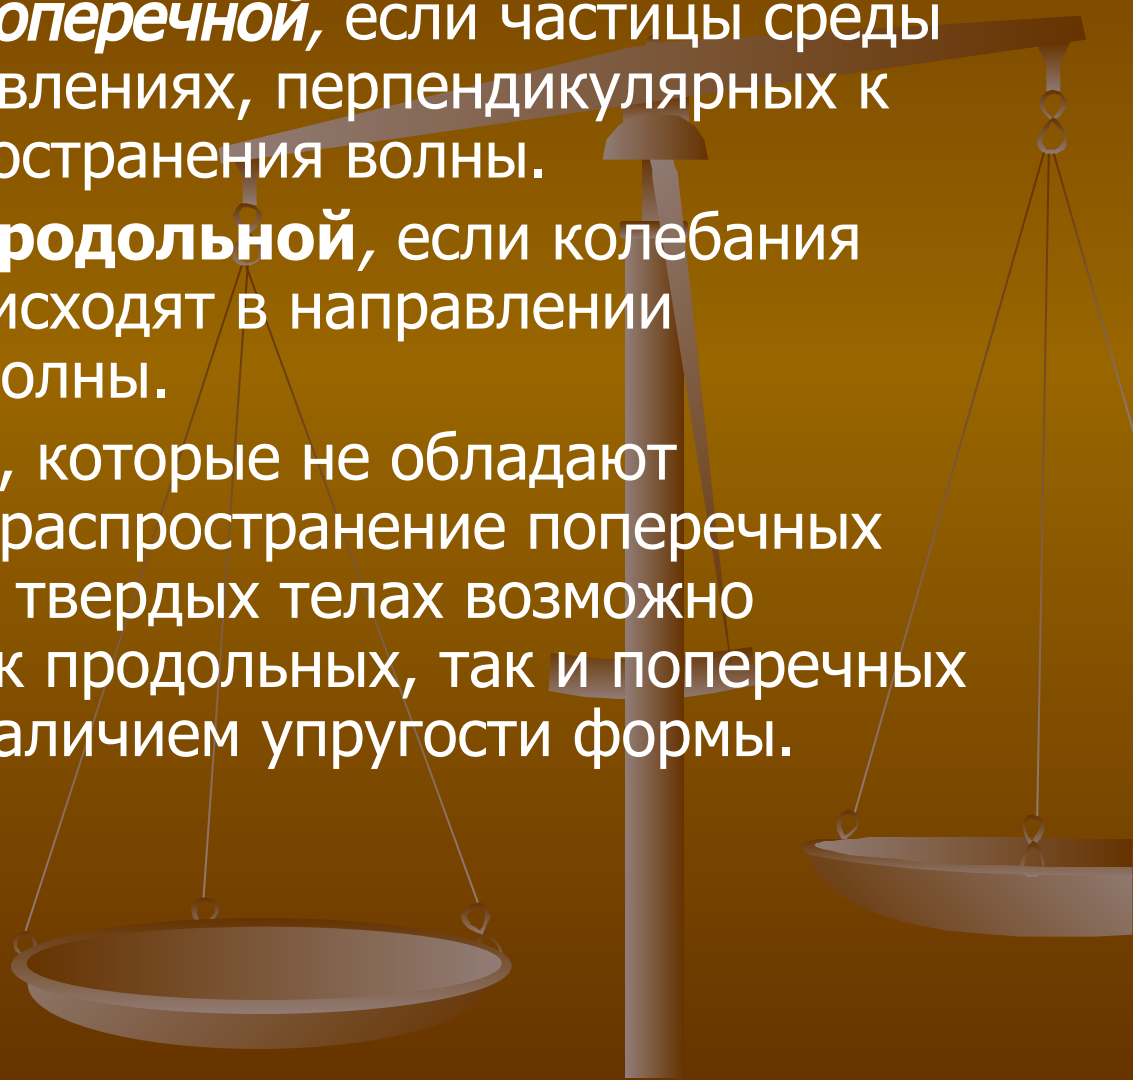 оперечной, если частицы среды
влениях, перпендикулярных к
остранения волны.
родольной, если колебания
исходят в направлении
олны.
, которые не обладают
распространение поперечных
твердых телах возможно
к продольных, так и поперечных
аличием упругости формы.